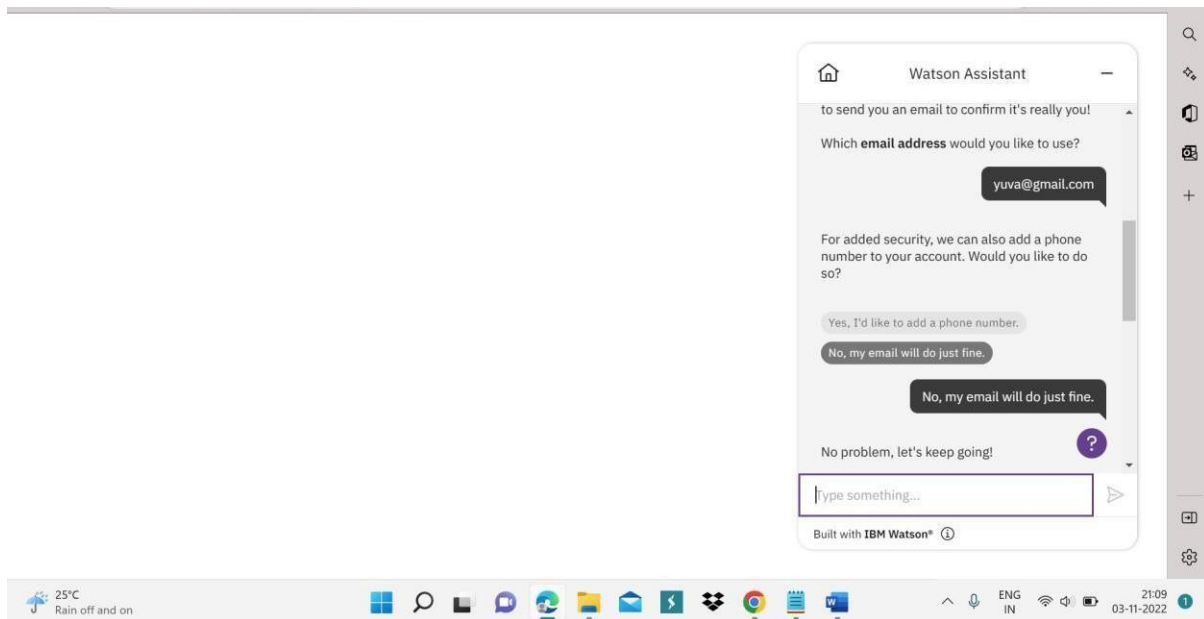 Watson Assistant
to send you an email to confirm it's really you!
Which email address would you like to use?
yuva@gmail.com
For added security, we can also add a phone
number to your account. Would you like to do
so?
Yes, I'd like to add a phone number.
No, my email will do just fine.
No, my email will do just fine.
?
No problem, let's keep going!
Type something...
Built with IBM Watson®
25°C
Rain off and on
ENG
IN
21:09
03-11-2022
1